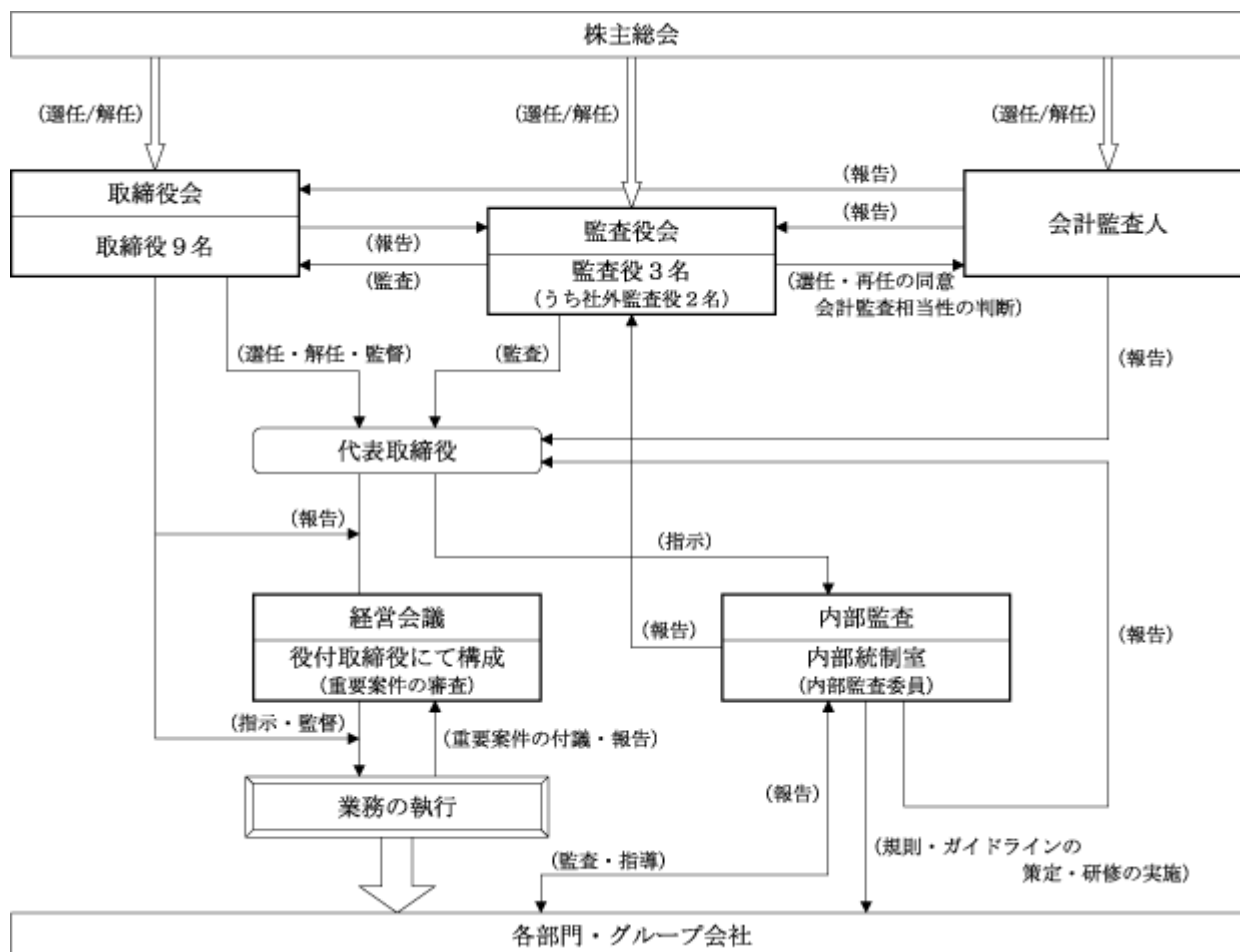 株主総会
(選任/解任)
(選任/解任)
(選任/解任)
取締役会
取締役9名
監査役会
監査役3名
(うち社外監査役2名)
会計監査人
(報告)
(報告)
(報告)
(監査)
(選任・再任の同意
会計監査相当性の判断)
(選任・解任・監督)
(監査)
(報告)
代表取締役
(報告)
(指示)
経営会議
役付取締役にて構成
(重要案件の審査)
(報告)
内部監査
内部統制室
(内部監査委員)
(報告)
(指示・監督)
(重要案件の付議・報告)
業務の執行
(報告)
(監査・指導)
(規則・ガイドラインの
策定・研修の実施)
各部門・グループ会社